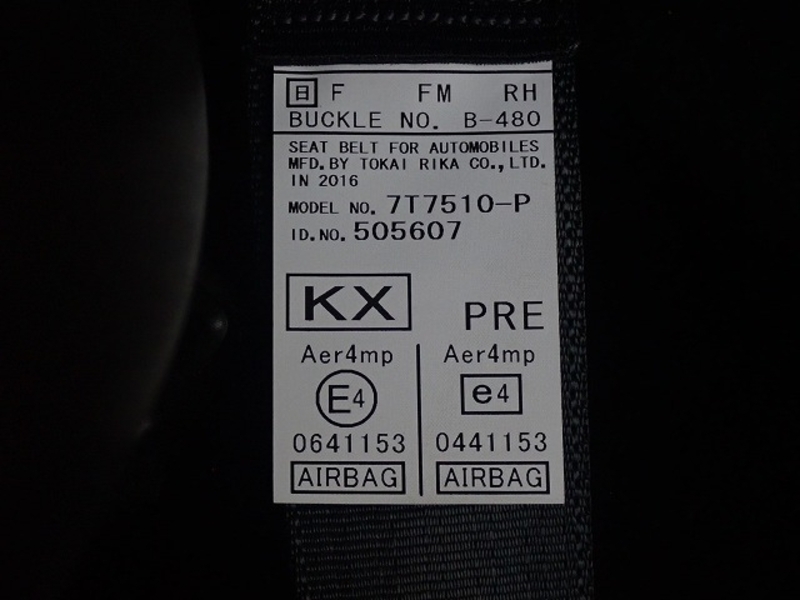 日 F FM RH
BUCKLE NO. B-480
SEAT BELT FOR AUTOMOBILES
MFD. BY TOKAI RIKA CO., LTD.
IN 2016
MODEL NO. 7T7510-P
ID. NO. 505607
KX PRE
Aer4mp Aer4mp
E4 e4
0641153 0441153
AIRBAG AIRBAG